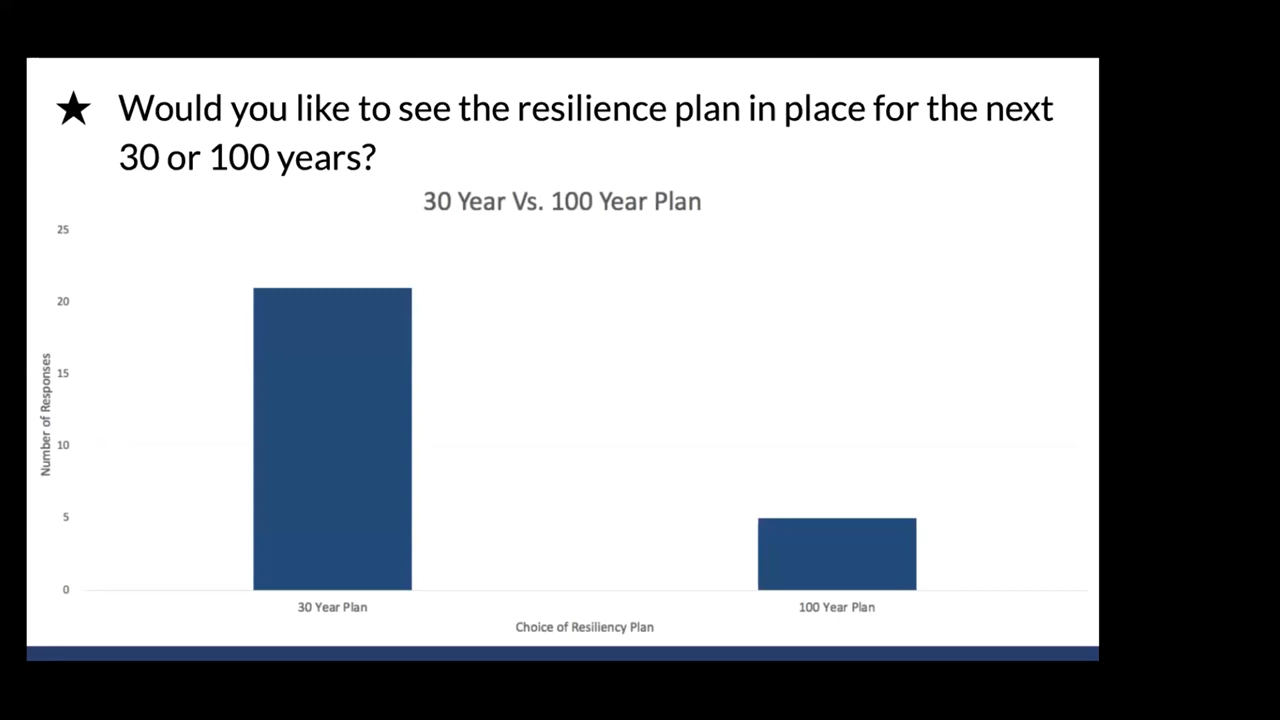 ★ Would you like to see the resilience plan in place for the next
30 or 100 years?
30 Year Vs. 100 Year Plan
25
20
15
10
5
0
Number of Responses
30 Year Plan
100 Year Plan
Choice of Resiliency Plan